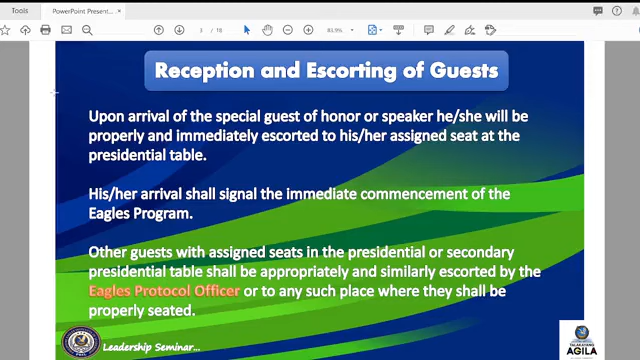 Tools
PowerPoint Present...
3 / 18
83.9%
Reception and Escorting of Guests
Upon arrival of the special guest of honor or speaker he/she will be
properly and immediately escorted to his/her assigned seat at the
presidential table.
His/her arrival shall signal the immediate commencement of the
Eagles Program.
Other guests with assigned seats in the presidential or secondary
presidential table shall be appropriately and similarly escorted by the
Eagles Protocol Officer or to any such place where they shall be
properly seated.
Leadership Seminar...
TALAKAYANG
AGILA